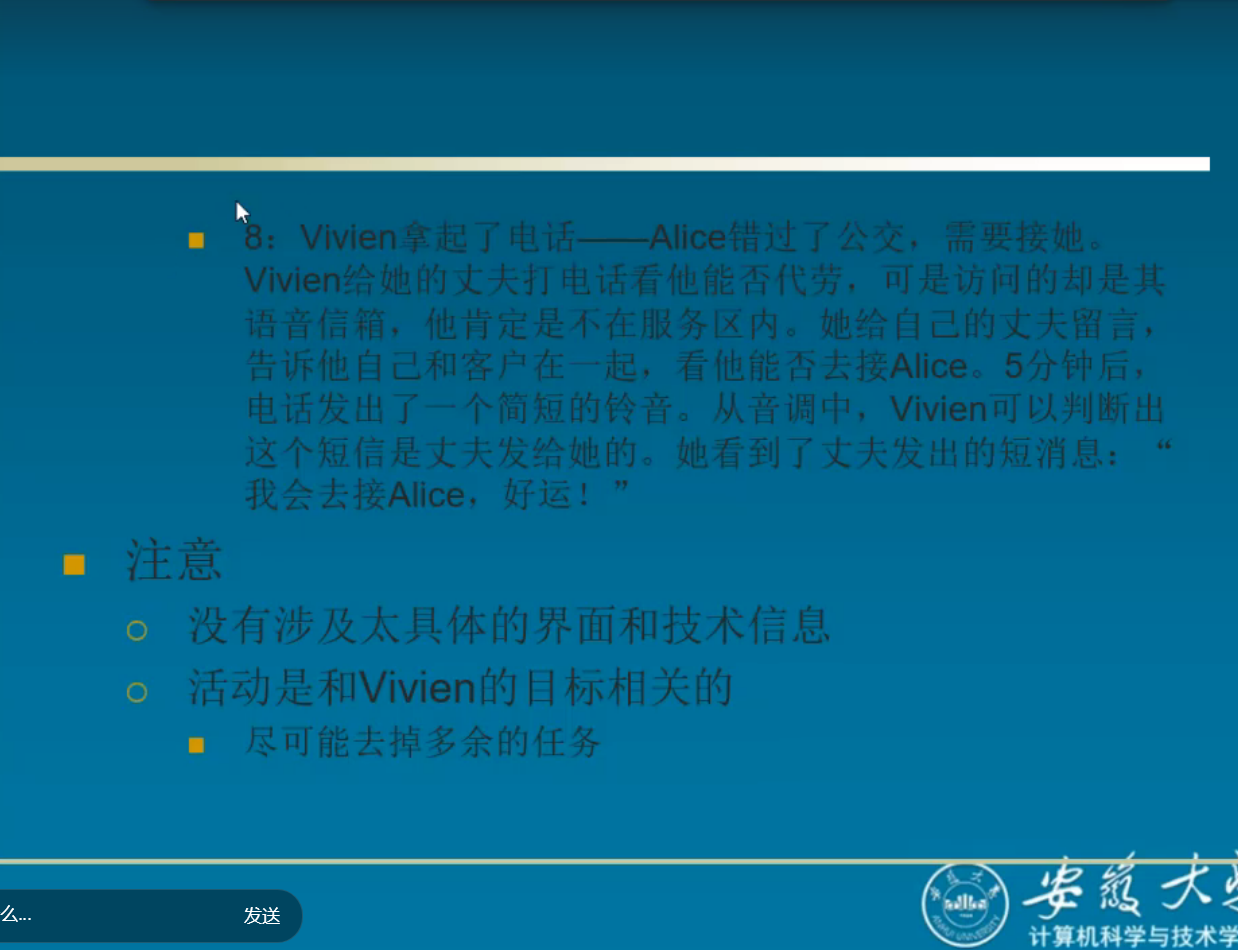 8：Vivien拿起了电话——Alice错过了公交，需要接她。
Vivien给她的丈夫打电话看他能否代劳，可是访问的却是其
语音信箱，他肯定是不在服务区内。她给自己的丈夫留言，
告诉他自己和客户在一起，看他能否去接Alice。5分钟后，
电话发出了一个简短的铃音。从音调中，Vivien可以判断出
这个短信是丈夫发给她的。她看到了丈夫发出的短消息：“
我会去接Alice，好运！”
注意
没有涉及太具体的界面和技术信息
活动是和Vivien的目标相关的
尽可能去掉多余的任务
么... 发送
安徽大学
计算机科学与技术学